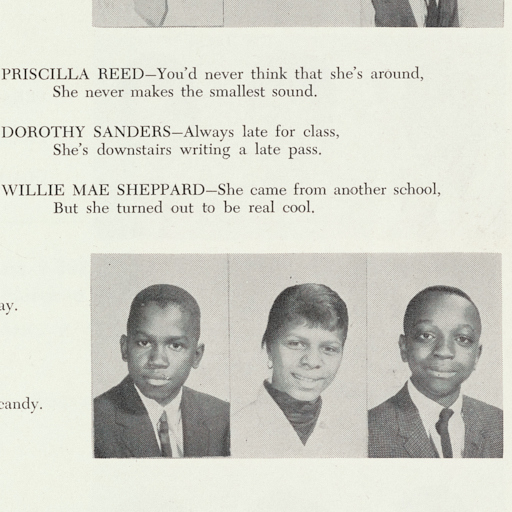 PRISCILLA REED—You'd never think that she's around,
She never makes the smallest sound.
DOROTHY SANDERS—Always late for class,
She's downstairs writing a late pass.
WILLIE MAE SHEPPARD—She came from another school,
But she turned out to be real cool.
ay.
candy.